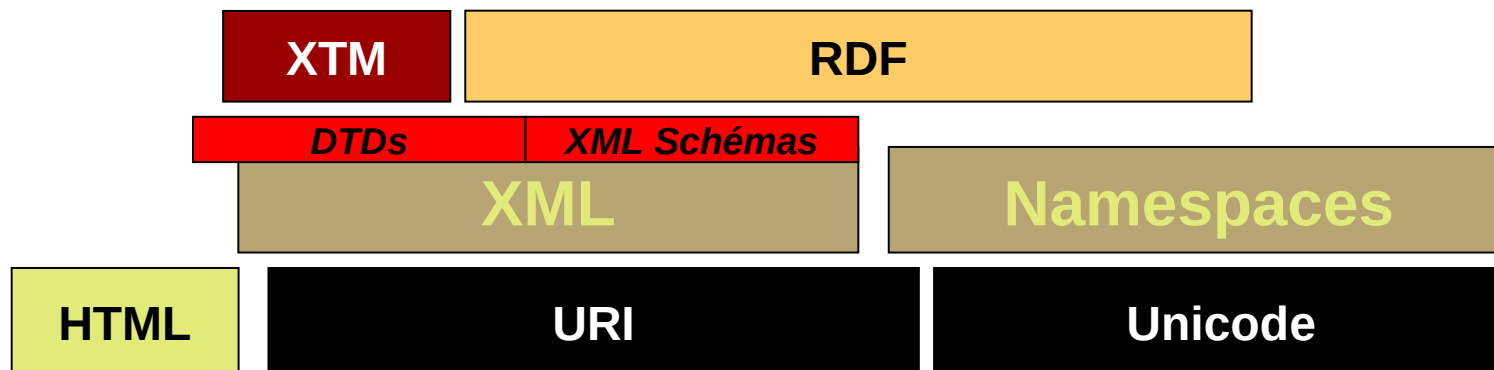 XTM
RDF
DTDs
XML Schémas
XML
Namespaces
HTML
URI
Unicode